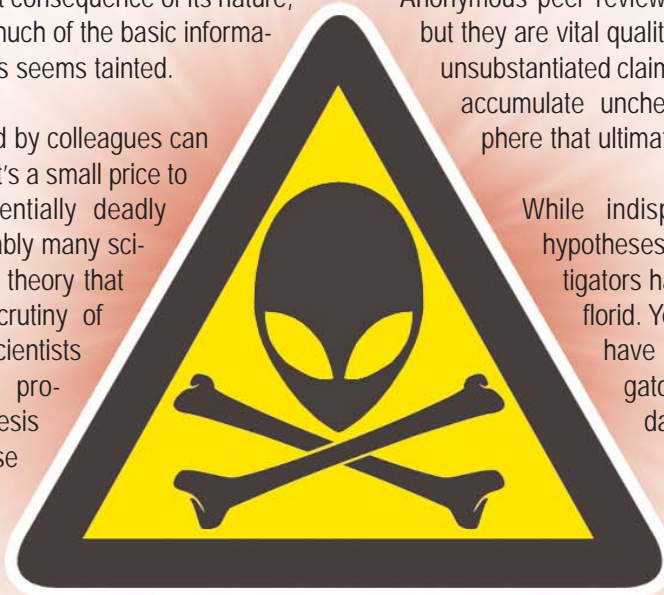 t consequence of its nature,
much of the basic informa-
s seems tainted.
d by colleagues can
t's a small price to
entially deadly
ably many sci-
theory that
crutiny of
cientists
pro-
esis
se
Anonymous peer review
but they are vital qualit
unsubstantiated claim
accumulate unche
phere that ultimat
While indisp
hypotheses
tigators ha
florid. Yo
have
gato
da